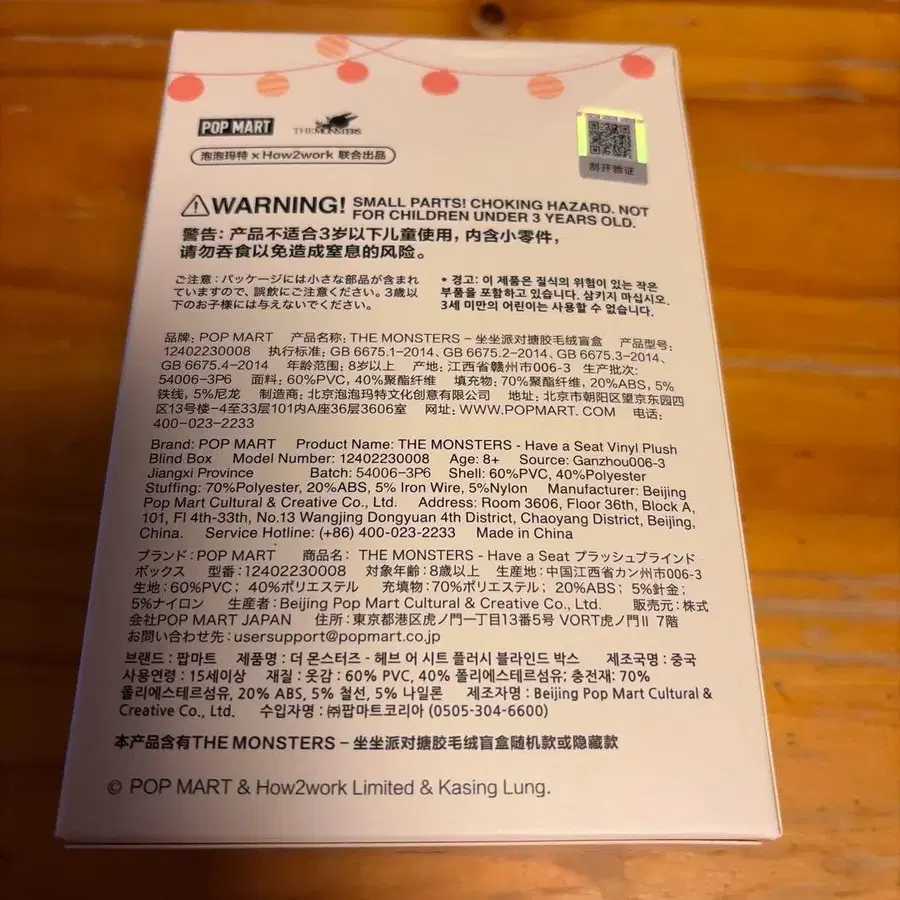 POP MART THE MONSTERS
泡泡玛特 × How2work 联合出品
刮开验证
WARNING! SMALL PARTS! CHOKING HAZARD. NOT
FOR CHILDREN UNDER 3 YEARS OLD.
警告: 产品不适合3岁以下儿童使用, 内含小零件,
请勿吞食以免造成窒息的风险。
ご注意:パッケージには小さな部品が含まれ
ていますので、誤飲にご注意ください。3歳以
下のお子様には与えないでください。
* 경고: 이 제품은 질식의 위험이 있는 작은
부품을 포함하고 있습니다. 삼키지 마십시오.
3세 미만의 어린이는 사용할 수 없습니다.
品牌: POP MART 产品名称: THE MONSTERS – 坐坐派对搪胶毛绒盲盒 产品型号:
12402230008 执行标准: GB 6675.1-2014, GB 6675.2-2014, GB 6675.3-2014,
GB 6675.4-2014 年龄范围: 8岁以上 产地: 江西省赣州市006-3 生产批次:
54006-3P6 面料: 60%PVC, 40%聚酯纤维 填充物: 70%聚酯纤维, 20%ABS, 5%
铁线, 5%尼龙 制造商: 北京泡泡玛特文化创意有限公司 地址: 北京市朝阳区望京东园四
区13号楼-4至33层101内A座36层3606室 网址: WWW.POPMART.COM 电话:
400-023-2233
Brand: POP MART Product Name: THE MONSTERS - Have a Seat Vinyl Plush
Blind Box Model Number: 12402230008 Age: 8+ Source: Ganzhou006-3
Jiangxi Province Batch: 54006-3P6 Shell: 60%PVC, 40%Polyester
Stuffing: 70%Polyester, 20%ABS, 5% Iron Wire, 5%Nylon Manufacturer: Beijing
Pop Mart Cultural & Creative Co., Ltd. Address: Room 3606, Floor 36th, Block A,
101, Fl 4th-33th, No.13 Wangjing Dongyuan 4th District, Chaoyang District, Beijing,
China. Service Hotline: (+86) 400-023-2233 Made in China
ブランド: POP MART 商品名: THE MONSTERS - Have a Seat プラッシュブラインド
ボックス 型番: 12402230008 対象年齢: 8歳以上 生産地: 中国江西省カン州市006-3
生地: 60%PVC; 40%ポリエステル 充填物: 70%ポリエステル; 20%ABS; 5%針金;
5%ナイロン 生産者: Beijing Pop Mart Cultural & Creative Co., Ltd. 販売元: 株式
会社POP MART JAPAN 住所: 東京都港区虎ノ門一丁目13番5号 VORT虎ノ門II 7階
お問い合わせ先: usersupport@popmart.co.jp
브랜드 : 팝마트 제품명 : 더 몬스터즈 - 헤브 어 시트 플러시 블라인드 박스 제조국명 : 중국
사용연령 : 15세이상 재질 : 옷감 : 60% PVC, 40% 폴리에스테르섬유; 충전재: 70%
폴리에스테르섬유, 20% ABS, 5% 철선, 5% 나일론 제조자명 : Beijing Pop Mart Cultural &
Creative Co., Ltd. 수입자명 : ㈜팝마트코리아 (0505-304-6600)
本产品含有THE MONSTERS – 坐坐派对搪胶毛绒盲盒随机款或隐藏款
© POP MART & How2work Limited & Kasing Lung.